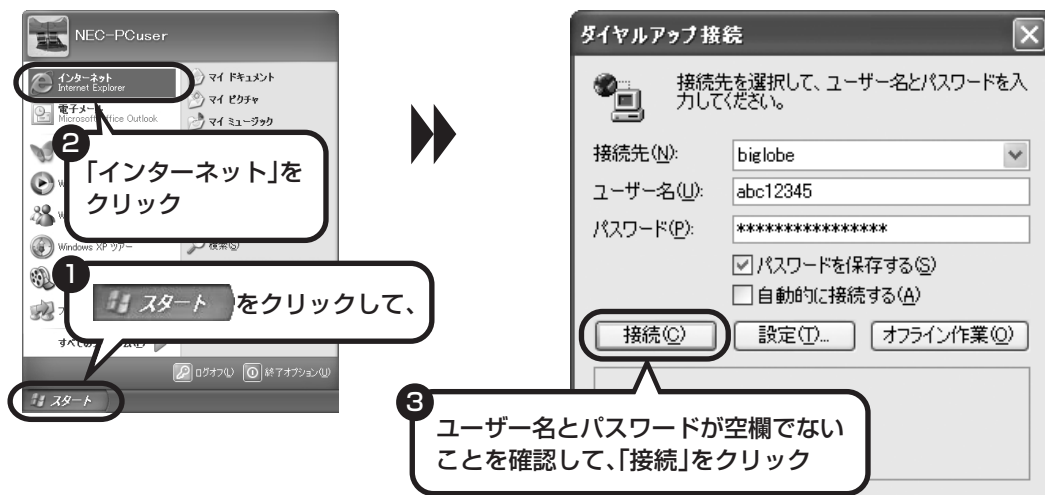 NEC-PCuser
インターネット
Internet Explorer
電子メール
Microsoft Office Outlook
マイ ドキュメント
マイ ピクチャ
マイ ミュージック
❷
「インターネット」を
クリック
Windows XP ツアー
検索(S)
❶
スタート をクリックして、
ログオフ(L)
終了オプション(U)
スタート
ダイヤルアップ接続
接続先を選択して、ユーザー名とパスワードを入
力してください。
接続先(N): biglobe
ユーザー名(U): abc12345
パスワード(P): ****************
パスワードを保存する(S)
自動的に接続する(A)
接続(C) 設定(T)... オフライン作業(O)
❸
ユーザー名とパスワードが空欄でない
ことを確認して、「接続」をクリック